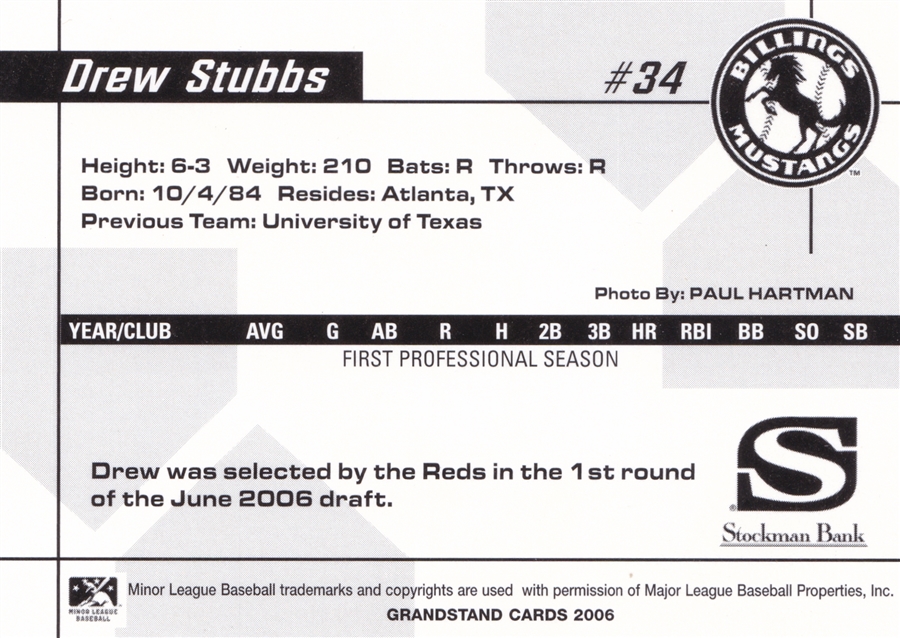 Drew Stubbs
#34
BILLINGS
MUSTANGS
TM
Height: 6-3 Weight: 210 Bats: R Throws: R
Born: 10/4/84 Resides: Atlanta, TX
Previous Team: University of Texas
Photo By: PAUL HARTMAN
YEAR/CLUB AVG G AB R H 2B 3B HR RBI BB SO SB
FIRST PROFESSIONAL SEASON
Drew was selected by the Reds in the 1st round
of the June 2006 draft.
S
®
Stockman Bank
MINOR LEAGUE
BASEBALL
Minor League Baseball trademarks and copyrights are used with permission of Major League Baseball Properties, Inc.
GRANDSTAND CARDS 2006